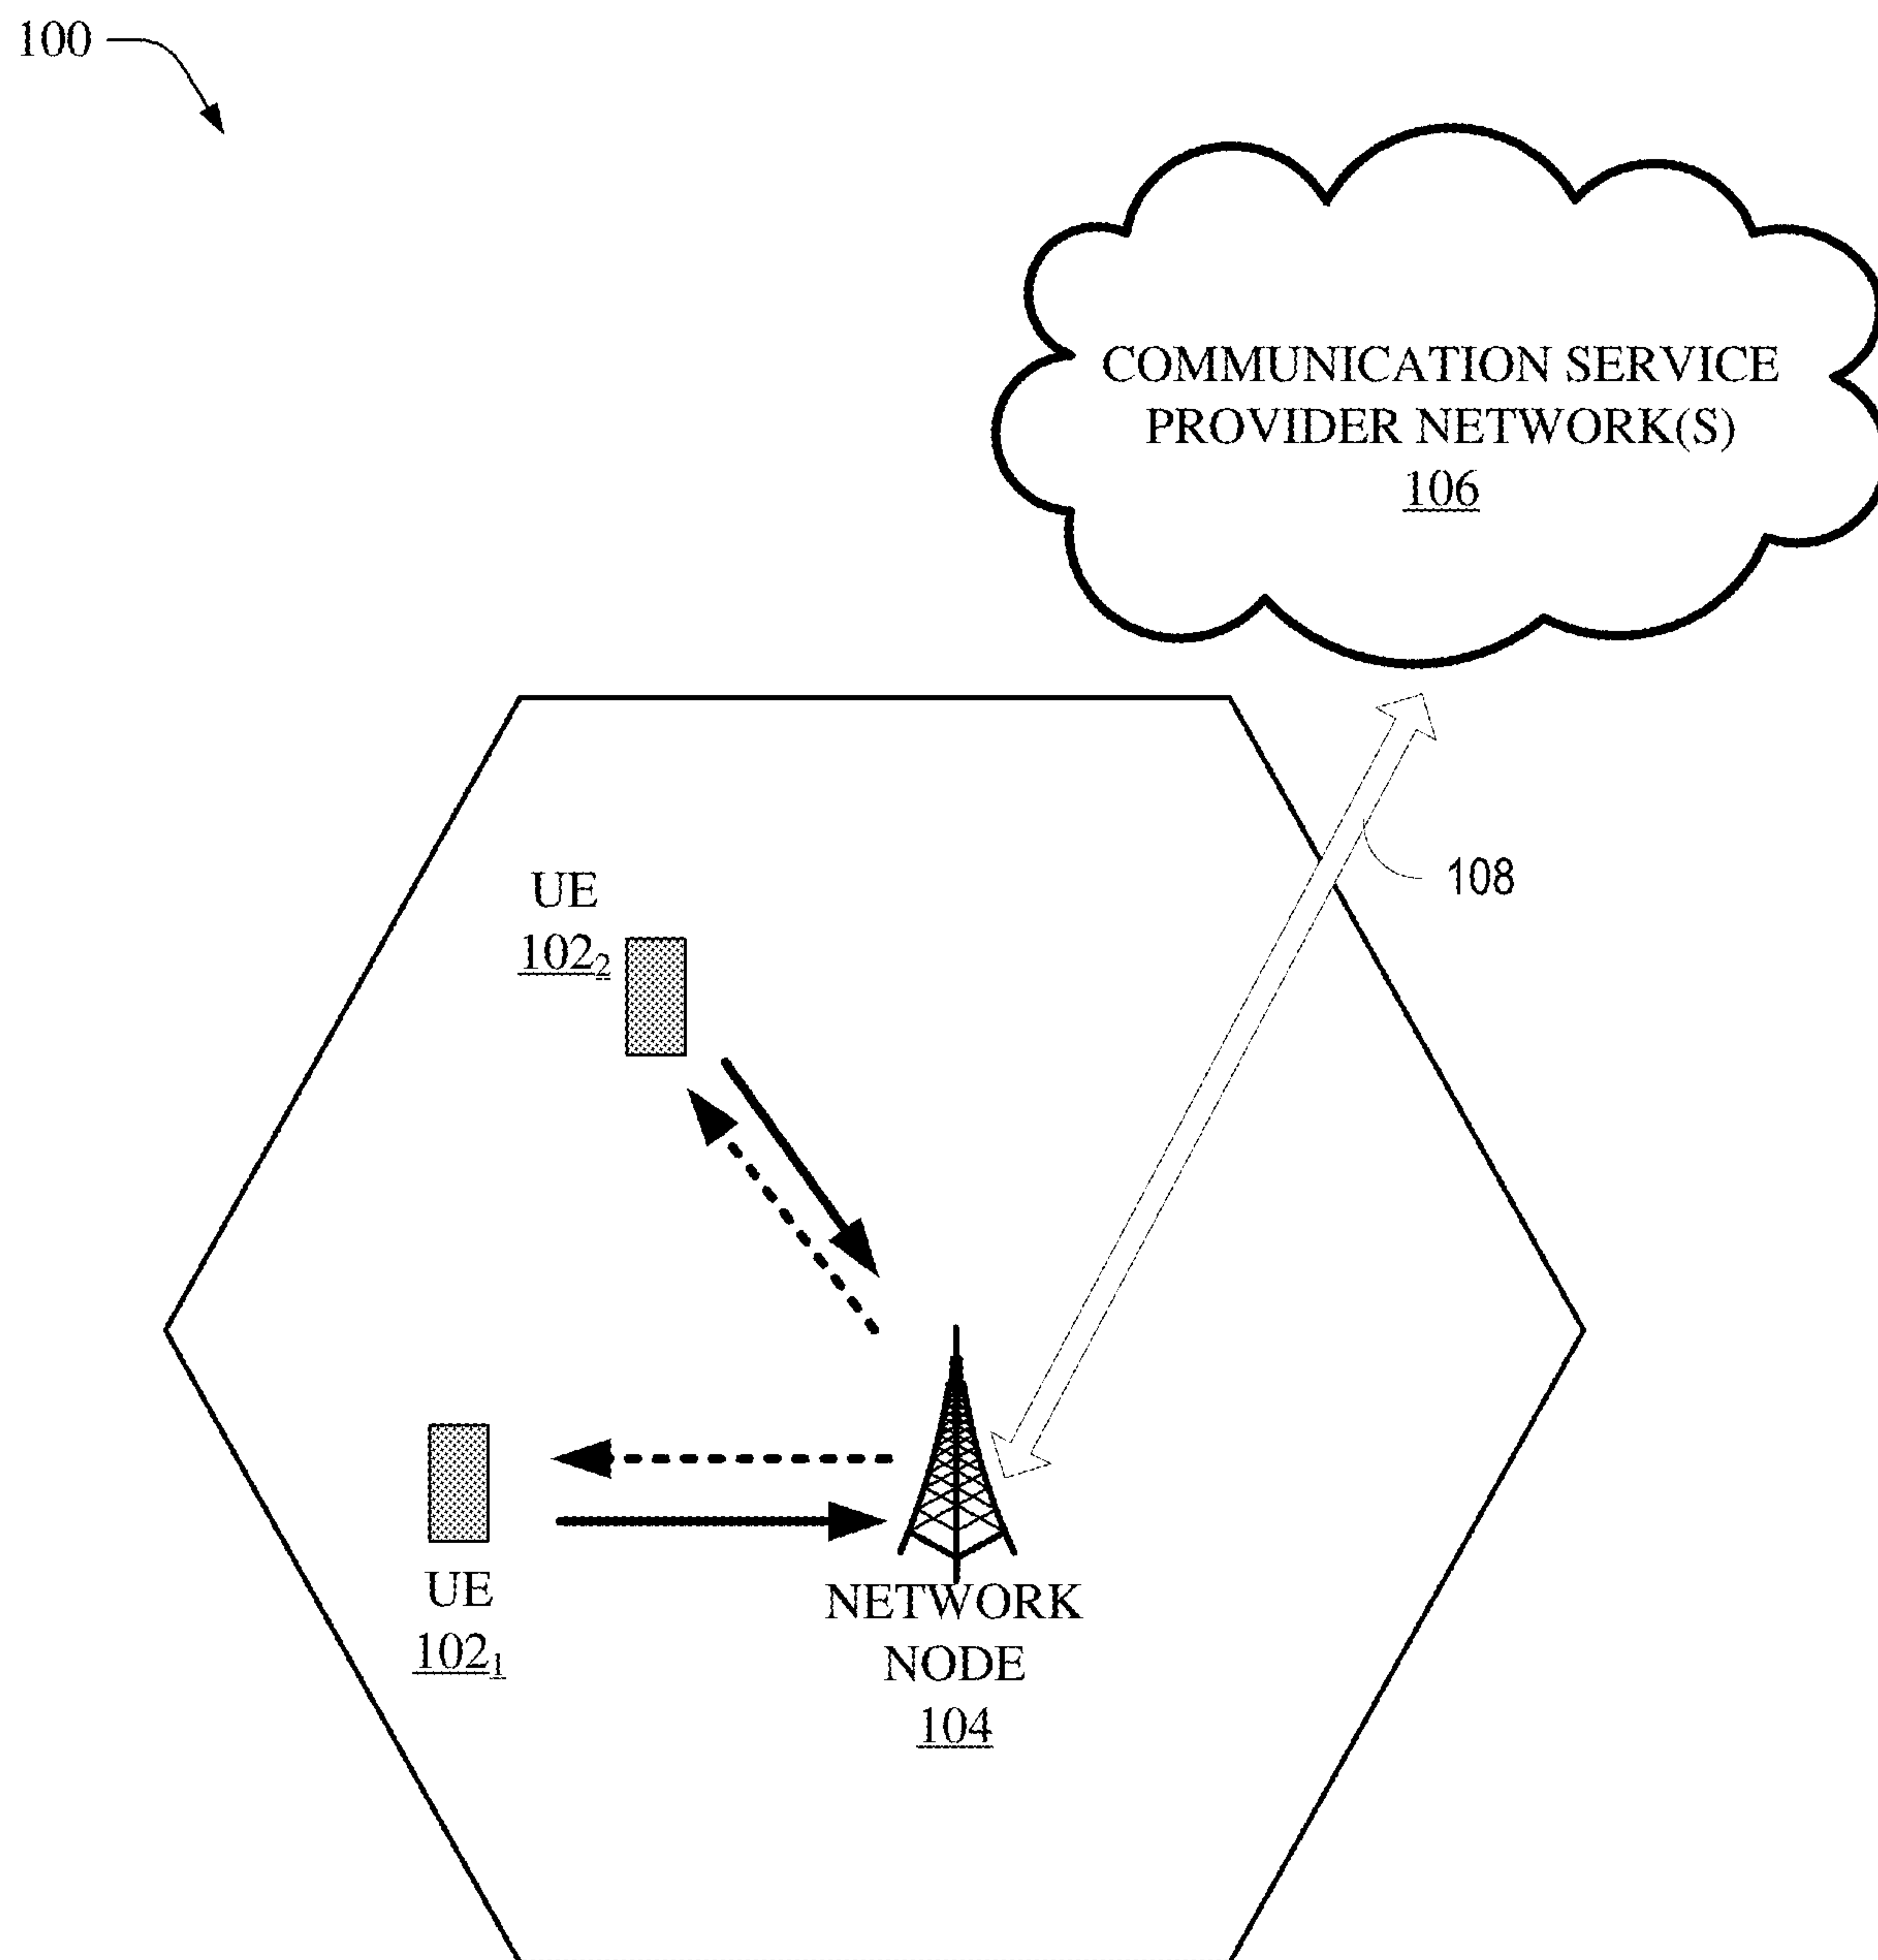 100
COMMUNICATION SERVICE
PROVIDER NETWORK(S)
106
108
UE
102₂
UE
102₁
NETWORK
NODE
104